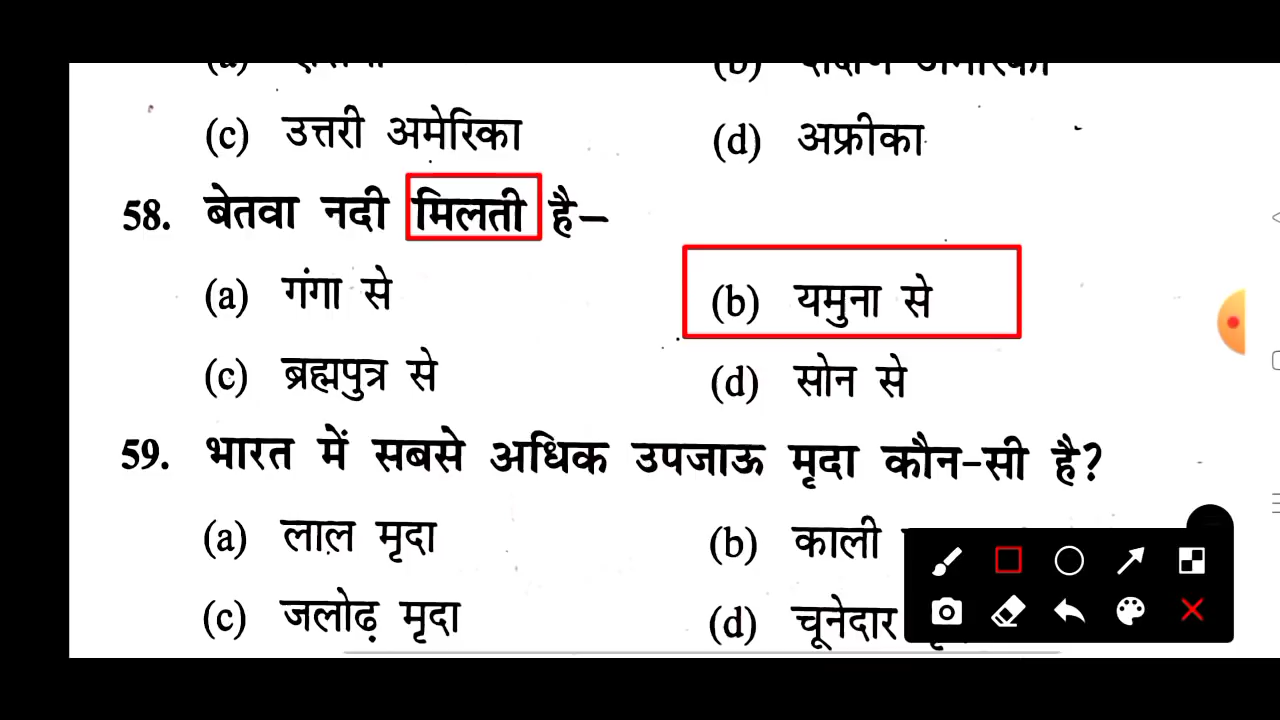 (c) उत्तरी अमेरिका (d) अफ्रीका
58. बेतवा नदी मिलती है–
(a) गंगा से (b) यमुना से
(c) ब्रह्मपुत्र से (d) सोन से
59. भारत में सबसे अधिक उपजाऊ मृदा कौन-सी है?
(a) लाल मृदा (b) काली
(c) जलोढ़ मृदा (d) चूनेदार